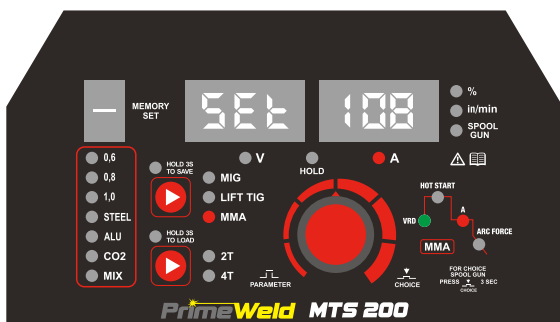 –
MEMORY
SET
SEt
108
%
in/min
SPOOL
GUN
0,6
0,8
1,0
STEEL
ALU
CO2
MIX
HOLD 3S
TO SAVE
HOLD 3S
TO LOAD
MIG
LIFT TIG
MMA
2T
4T
V
HOLD
A
PARAMETER
CHOICE
HOT START
VRD
A
ARC FORCE
MMA
FOR CHOICE
SPOOL GUN
PRESS 3 SEC
CHOICE
PrimeWeld MTS 200